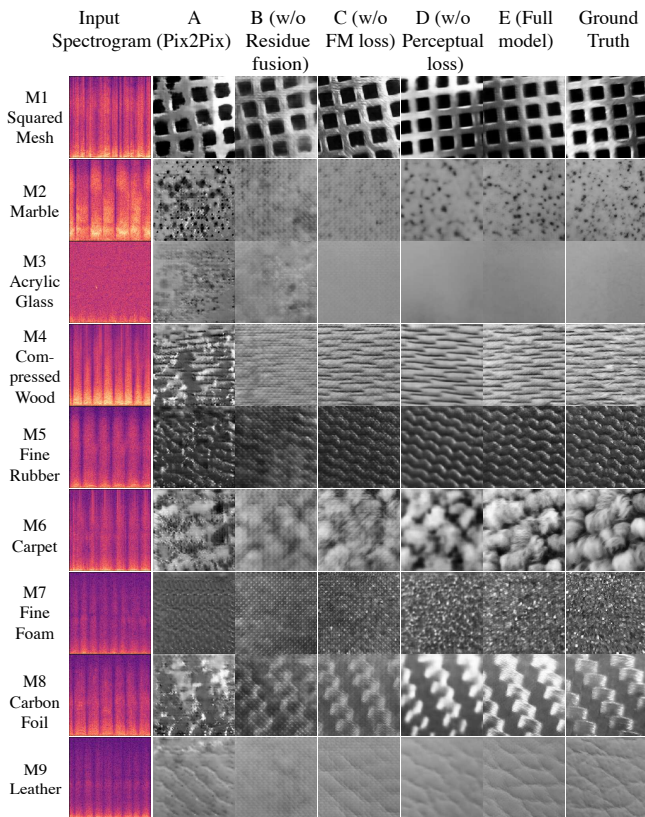 Input
Spectrogram
A
(Pix2Pix)
B (w/o
Residue
fusion)
C (w/o
FM loss)
D (w/o
Perceptual
loss)
E (Full
model)
Ground
Truth
M1
Squared
Mesh
M2
Marble
M3
Acrylic
Glass
M4
Com-
pressed
Wood
M5
Fine
Rubber
M6
Carpet
M7
Fine
Foam
M8
Carbon
Foil
M9
Leather